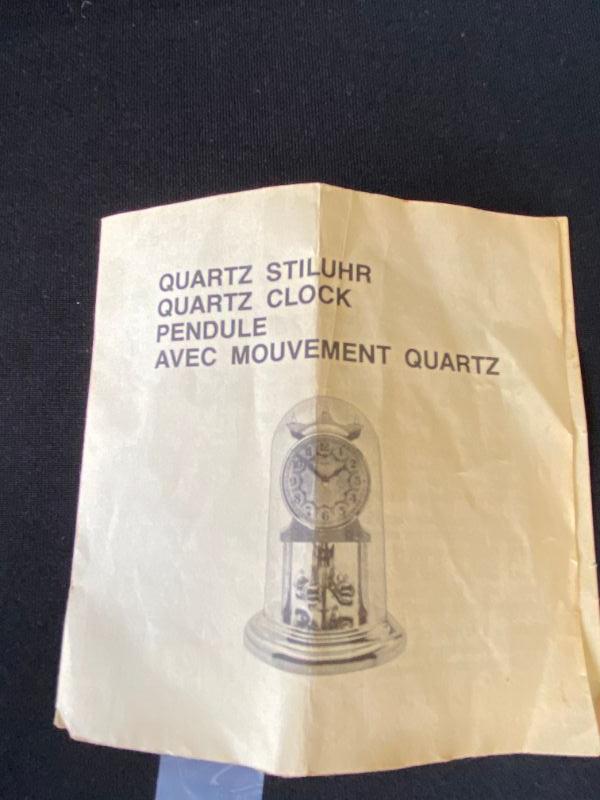 QUARTZ STILUHR
QUARTZ CLOCK
PENDULE
AVEC MOUVEMENT QUARTZ